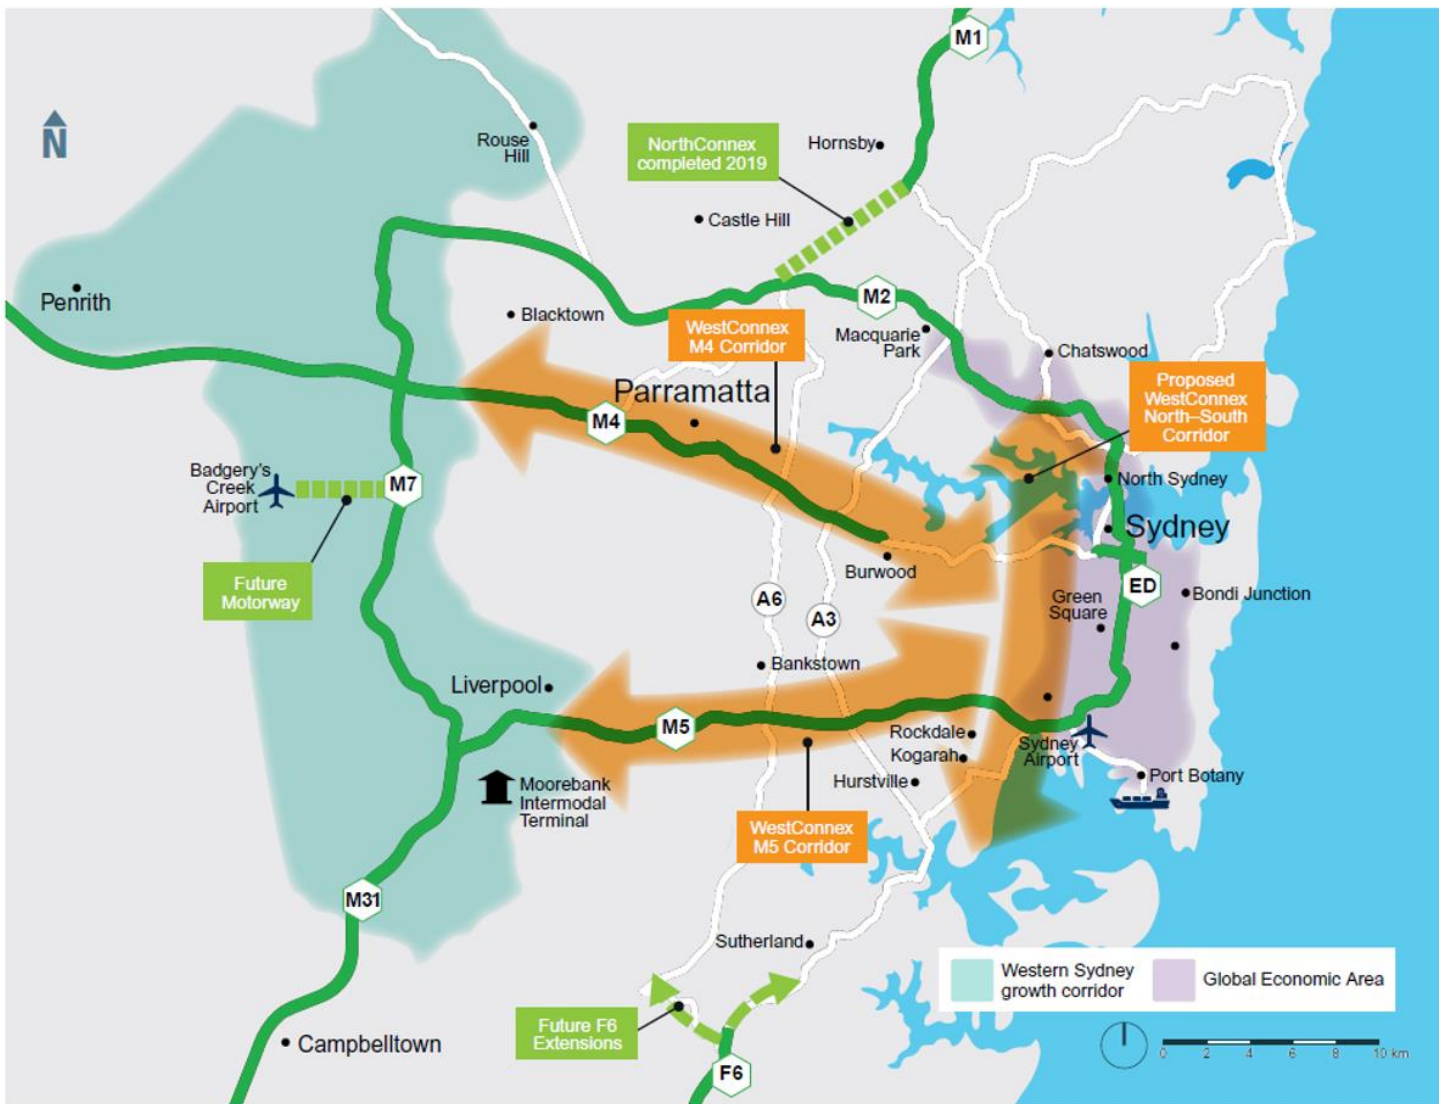 M1
N
Rouse
Hill
NorthConnex
completed 2019
Hornsby
Castle Hill
Penrith
Blacktown
M2
WestConnex
M4 Corridor
Macquarie
Park
Chatswood
Proposed
WestConnex
North–South
Corridor
Parramatta
M4
Badgery's
Creek
Airport
M7
North Sydney
Sydney
Burwood
Future
Motorway
A6
A3
Green
Square
ED
Bondi Junction
Bankstown
Liverpool
M5
Rockdale
Kogarah
Hurstville
Sydney
Airport
Port Botany
Moorebank
Intermodal
Terminal
WestConnex
M5 Corridor
M31
Sutherland
Western Sydney
growth corridor
Global Economic Area
Future F6
Extensions
Campbelltown
F6
0 2 4 6 8 10 km